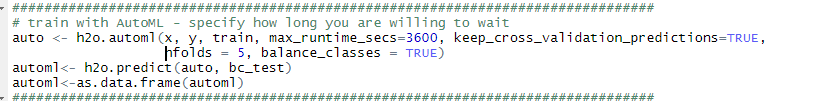 ################################################################################
# train with AutoML - specify how long you are willing to wait
auto <- h2o.automl(x, y, train, max_runtime_secs=3600, keep_cross_validation_predictions=TRUE,
nfolds = 5, balance_classes = TRUE)
automl<- h2o.predict(auto, bc_test)
automl<-as.data.frame(automl)
################################################################################